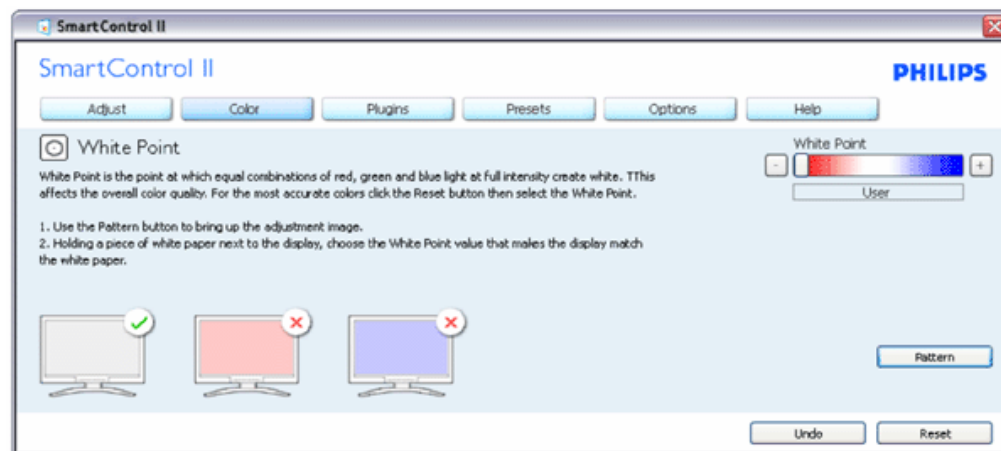 SmartControl II
SmartControl II
PHILIPS
Adjust Color Plugins Presets Options Help
White Point
White Point is the point at which equal combinations of red, green and blue light at full intensity create white. TThis
affects the overall color quality. For the most accurate colors click the Reset button then select the White Point.
1. Use the Pattern button to bring up the adjustment image.
2. Holding a piece of white paper next to the display, choose the White Point value that makes the display match
the white paper.
White Point
- +
User
Pattern
Undo Reset